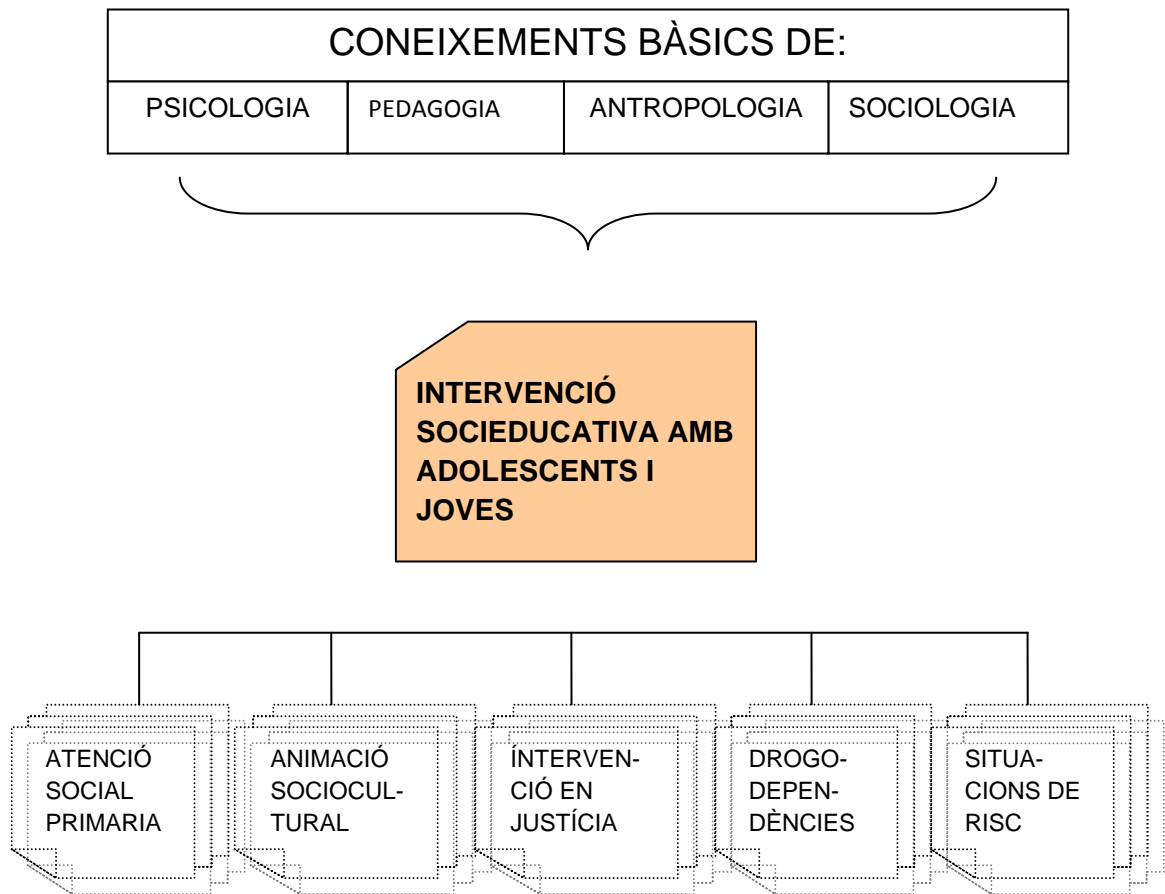 CONEIXEMENTS BÀSICS DE:
PSICOLOGIA PEDAGOGIA ANTROPOLOGIA SOCIOLOGIA
INTERVENCIÓ
SOCIEDUCATIVA AMB
ADOLESCENTS I
JOVES
ATENCIÓ
SOCIAL
PRIMARIA
ANIMACIÓ
SOCIOCUL-
TURAL
ÍNTERVEN-
CIÓ EN
JUSTÍCIA
DROGO-
DEPEN-
DÈNCIES
SITUA-
CIONS DE
RISC